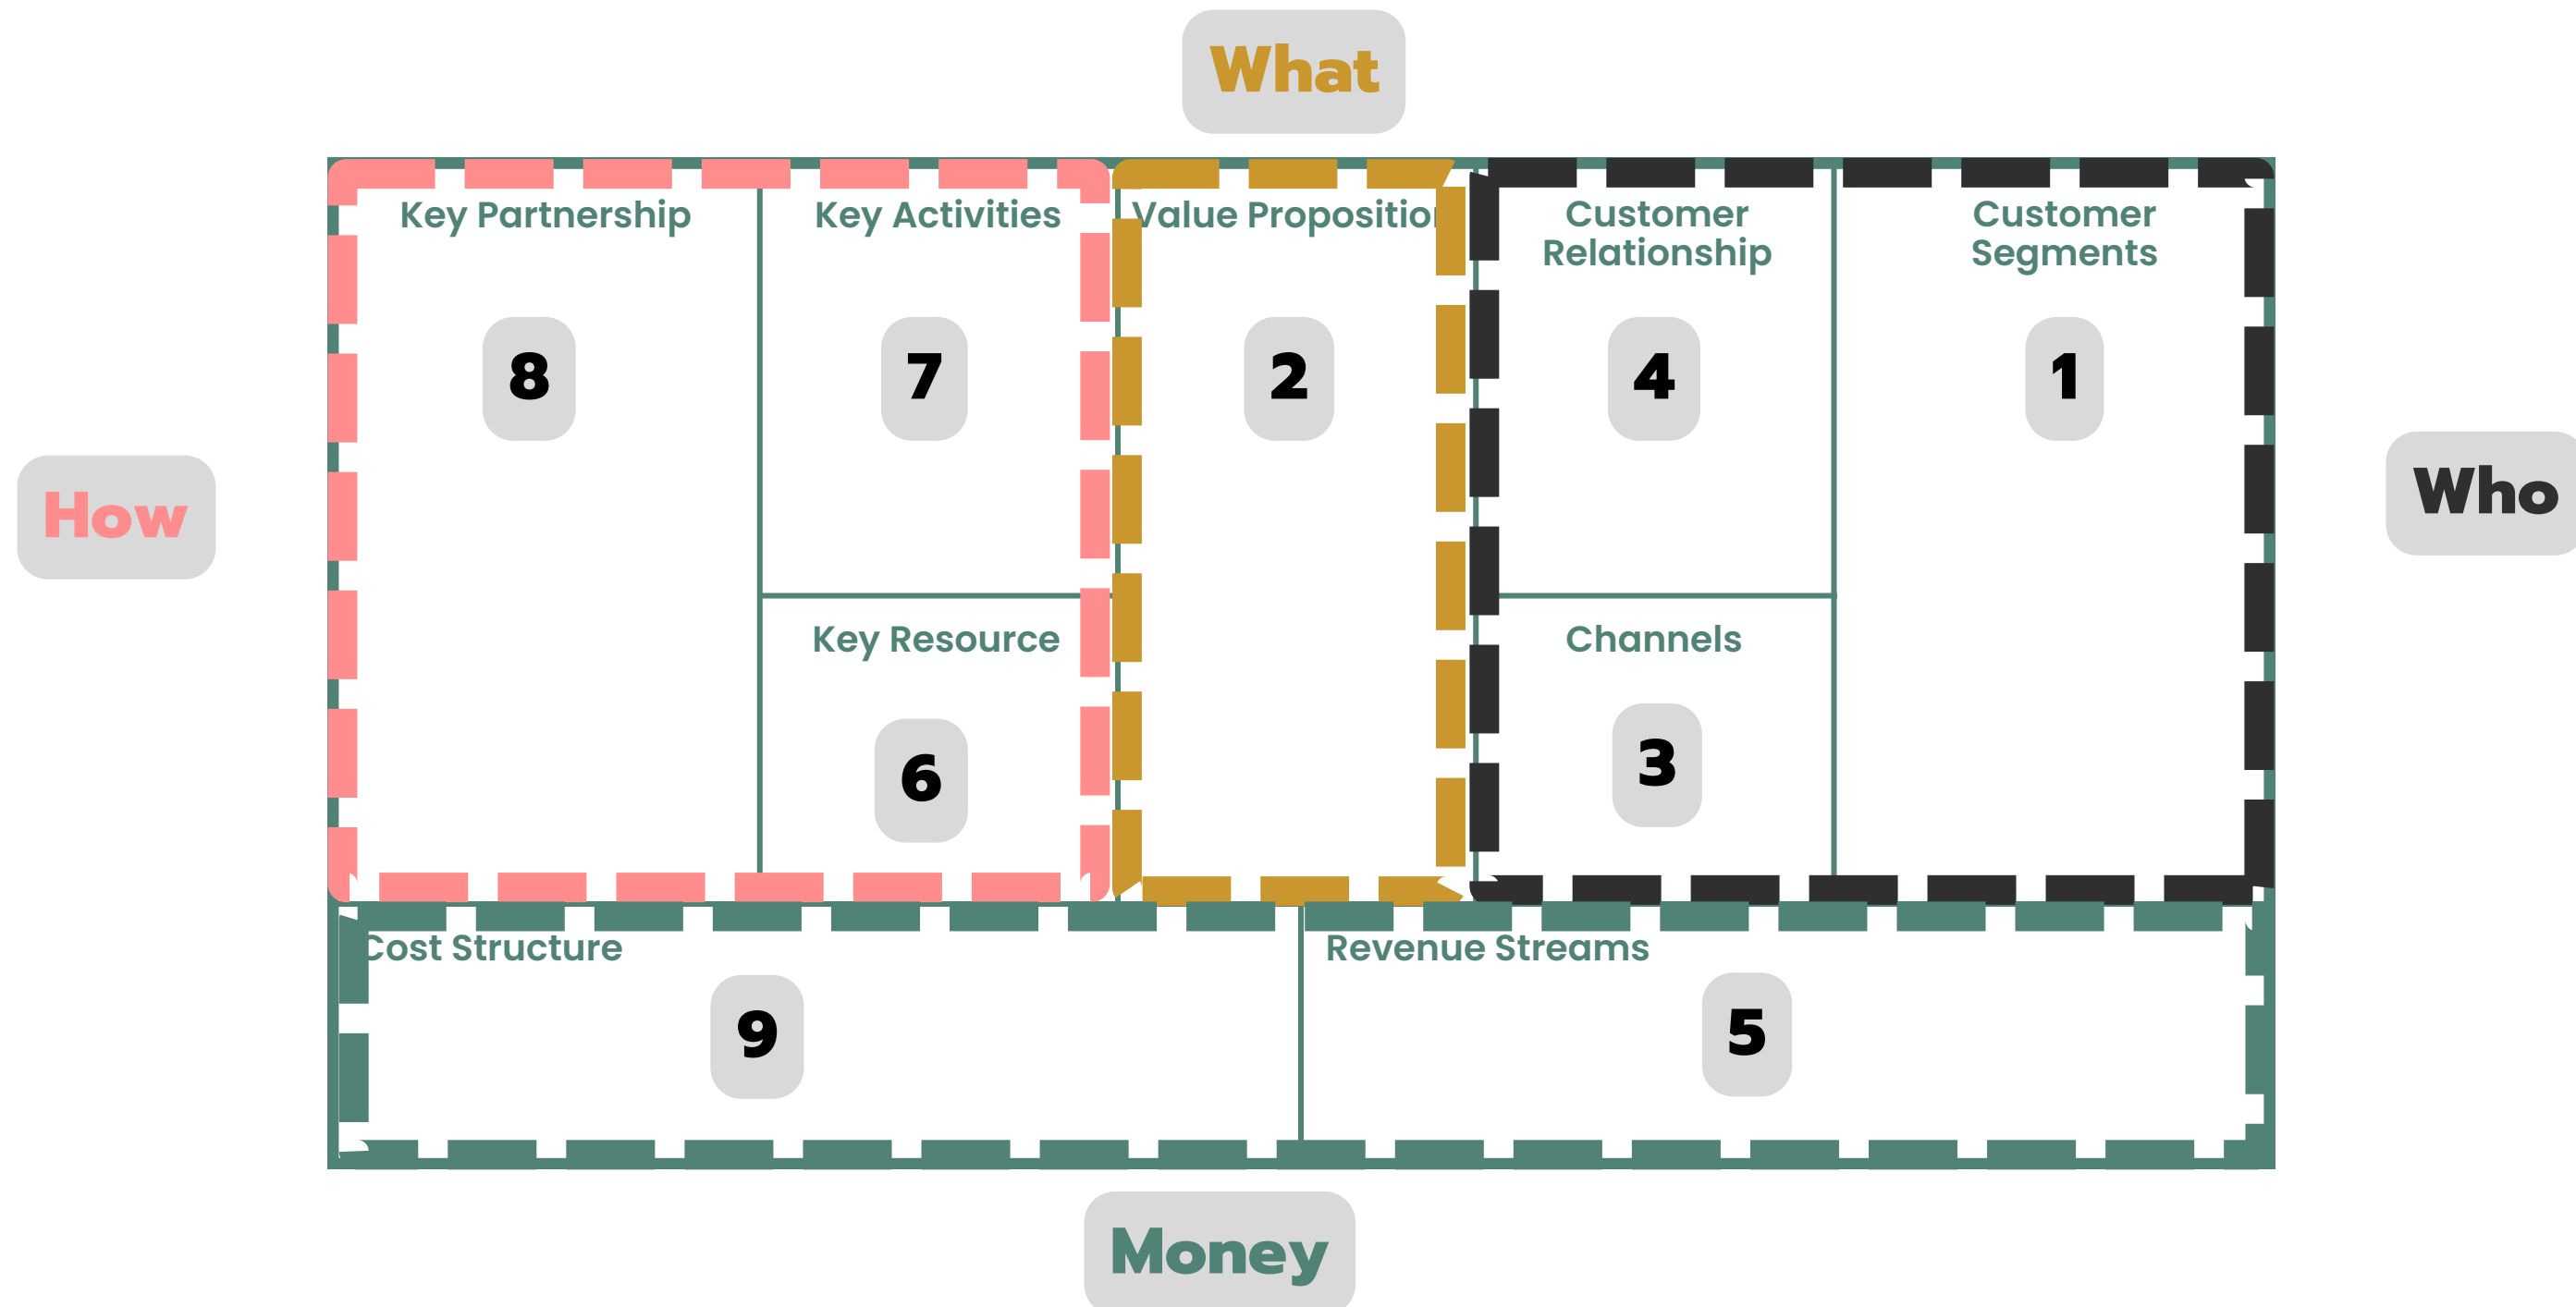 What
Key Partnership
Key Activities
Value Proposition
Customer
Relationship
Customer
Segments
8
7
2
4
1
How
Who
Key Resource
Channels
6
3
Cost Structure
Revenue Streams
9
5
Money